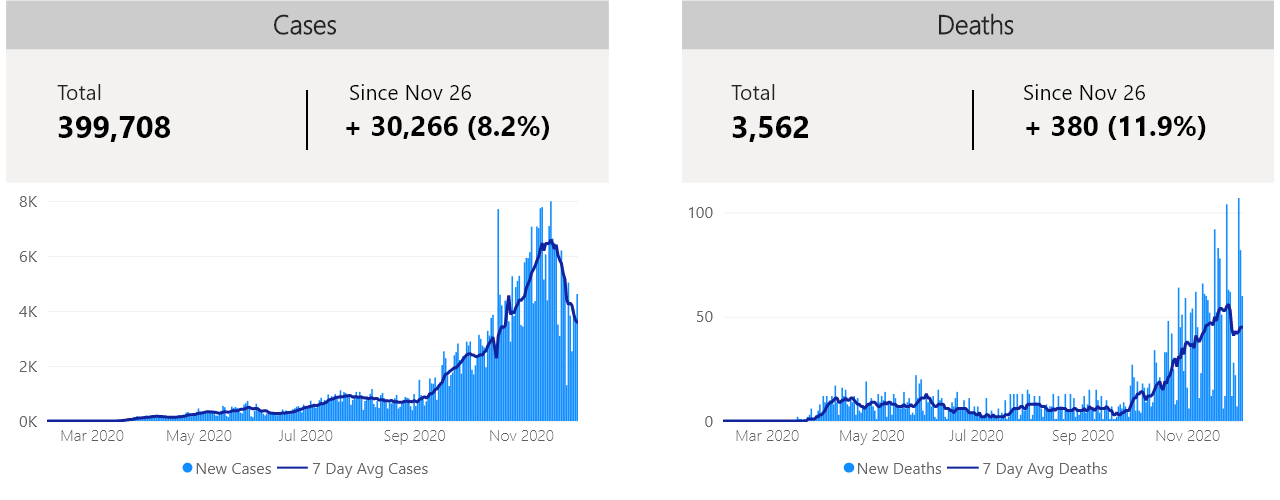 Cases
Total
399,708
Since Nov 26
+ 30,266 (8.2%)
8K
6K
4K
2K
0K
Mar 2020 May 2020 Jul 2020 Sep 2020 Nov 2020
New Cases 7 Day Avg Cases
Deaths
Total
3,562
Since Nov 26
+ 380 (11.9%)
100
50
0
Mar 2020 May 2020 Jul 2020 Sep 2020 Nov 2020
New Deaths 7 Day Avg Deaths